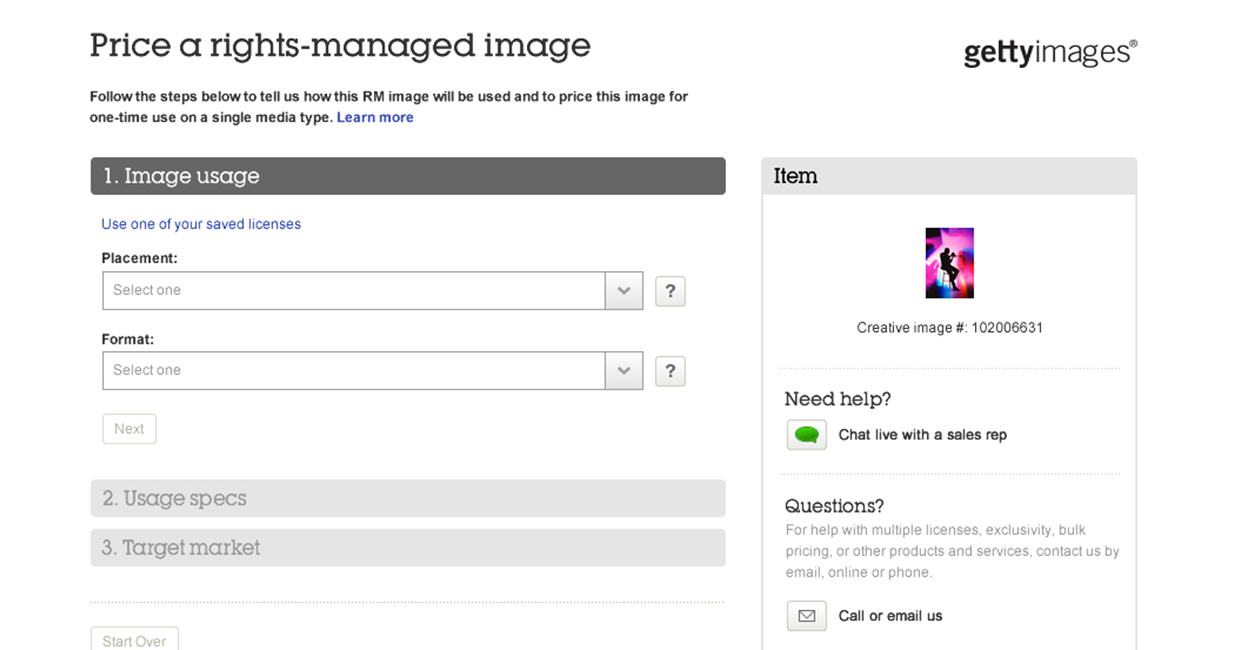 Price a rights-managed image
gettyimages®
Follow the steps below to tell us how this RM image will be used and to price this image for
one-time use on a single media type. Learn more
1. Image usage
Use one of your saved licenses
Placement:
Select one
?
Format:
Select one
?
Next
2. Usage specs
3. Target market
Start Over
Item
Creative image #: 102006631
Need help?
Chat live with a sales rep
Questions?
For help with multiple licenses, exclusivity, bulk
pricing, or other products and services, contact us by
email, online or phone.
Call or email us